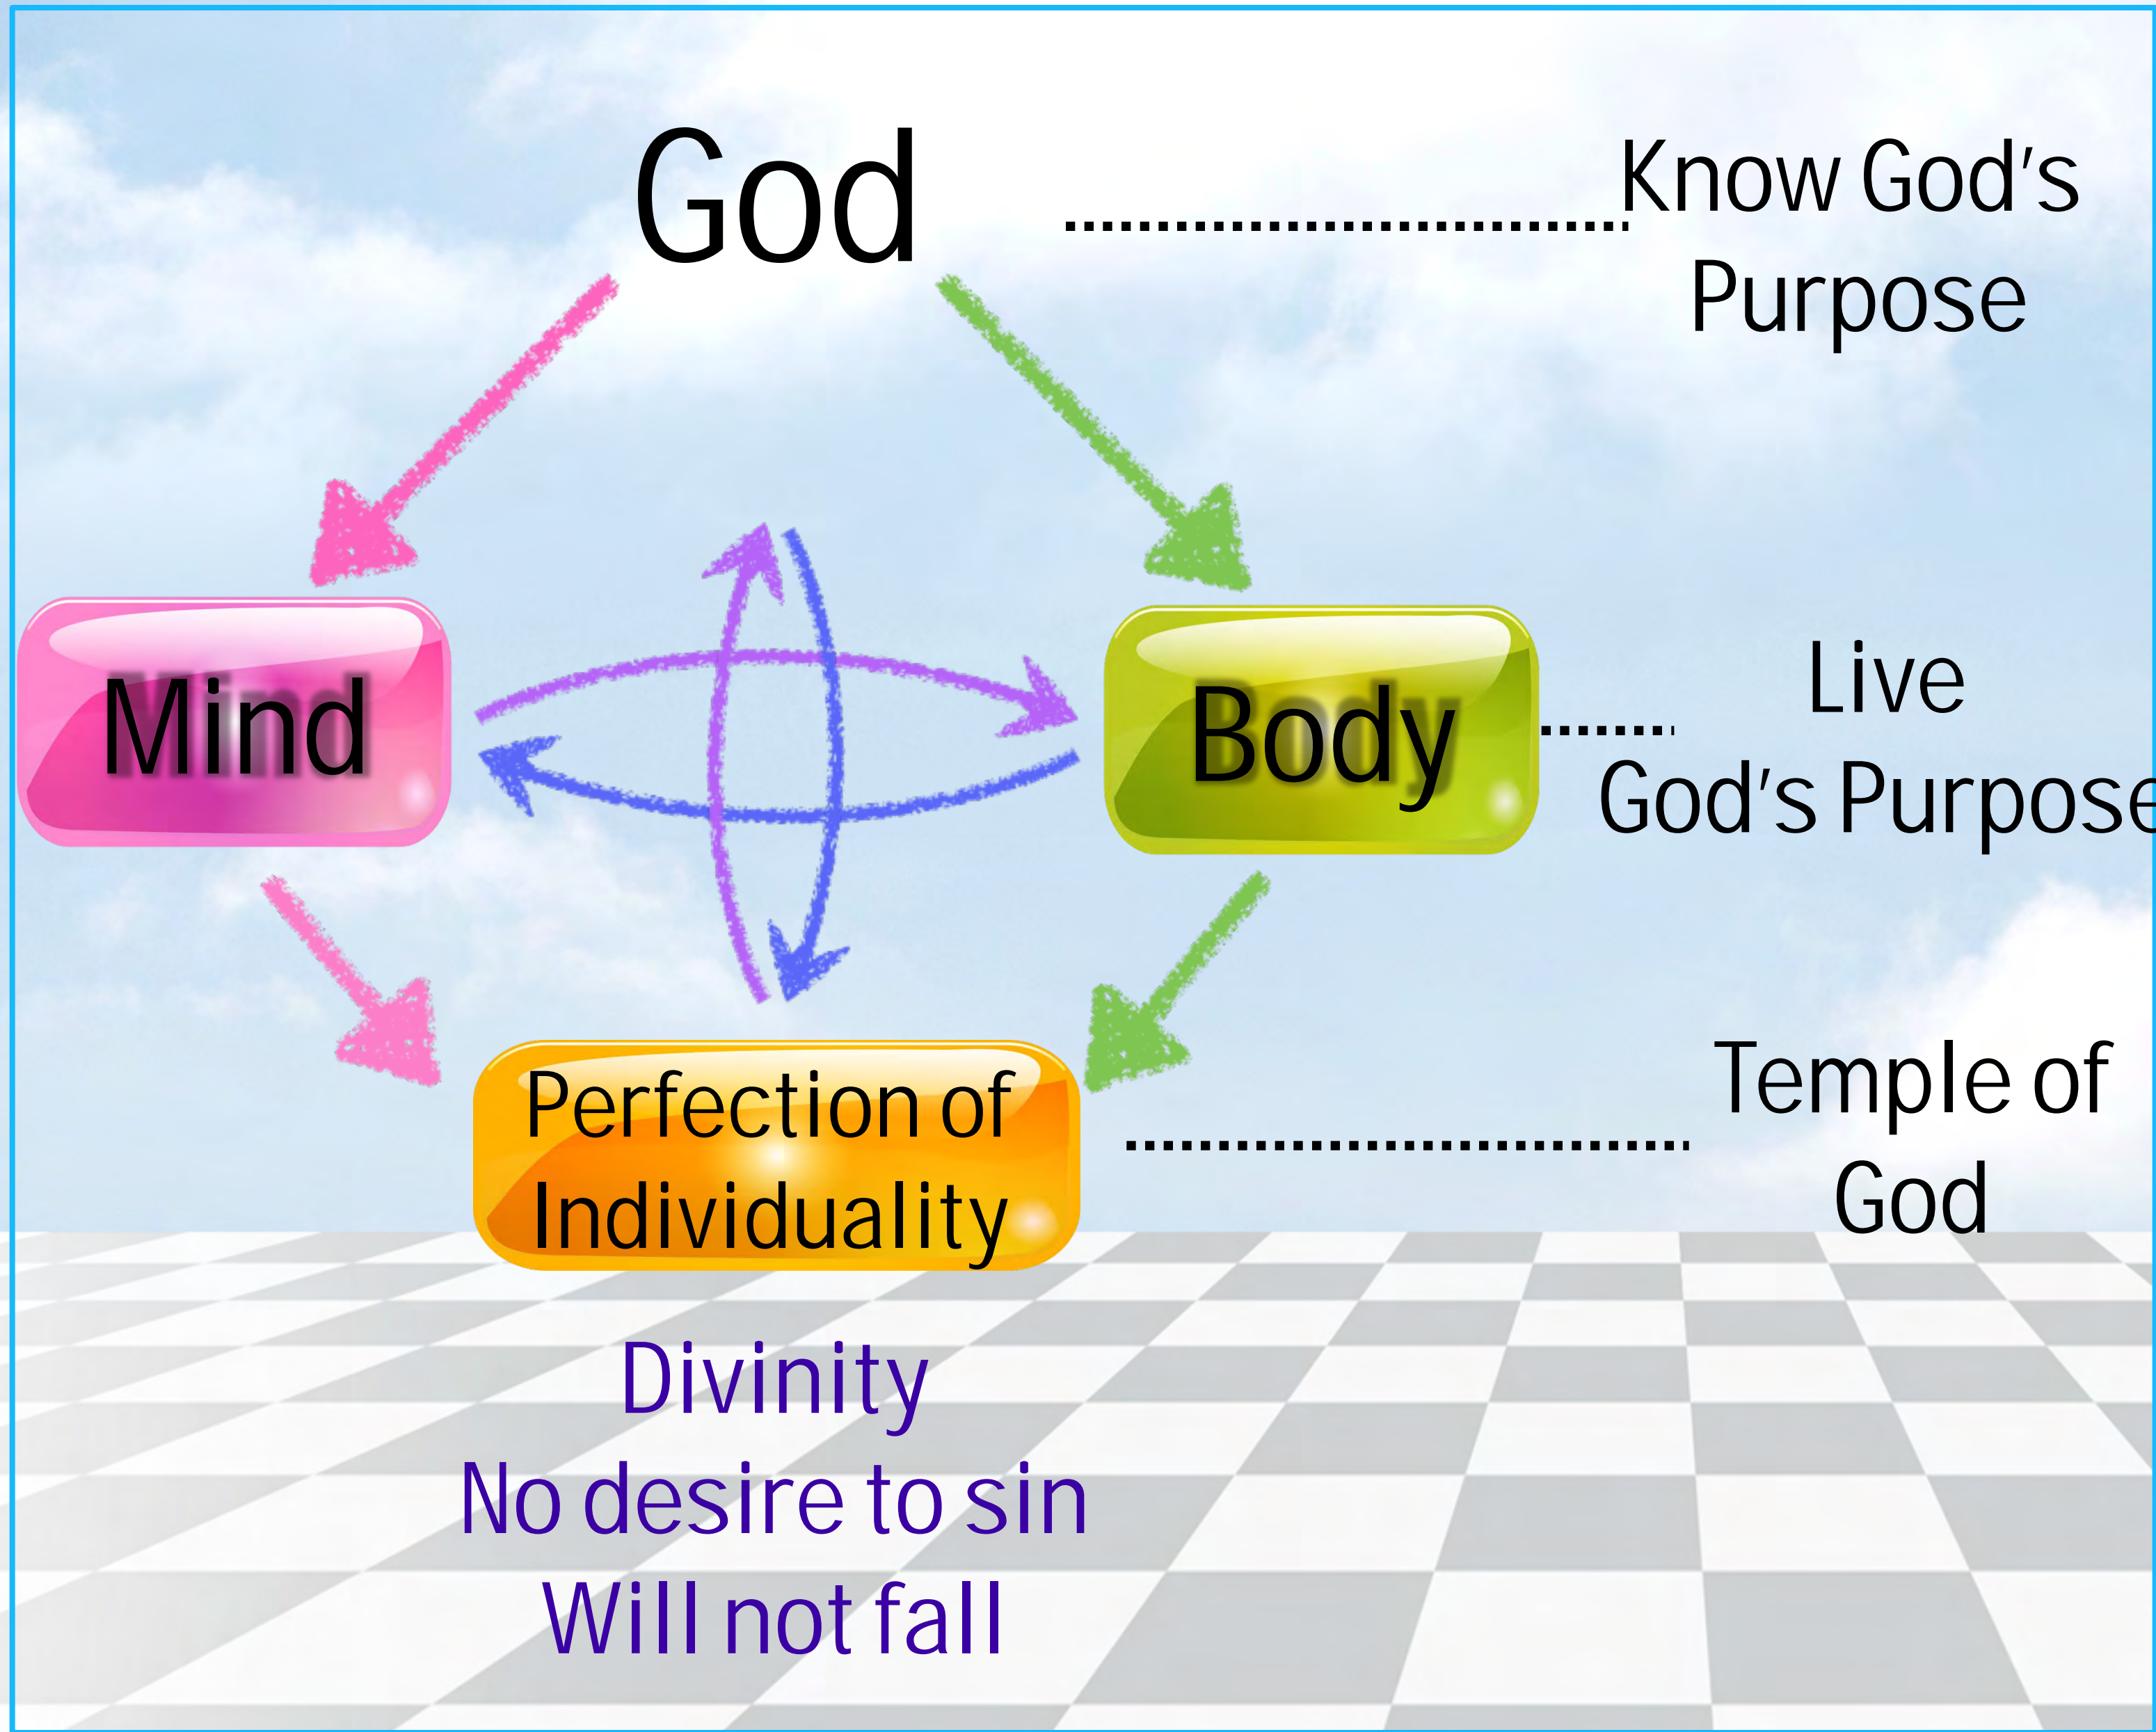 God
Know God's
Purpose
Mind
Body
Live
God's Purpose
Perfection of
Individuality
Temple of
God
Divinity
No desire to sin
Will not fall